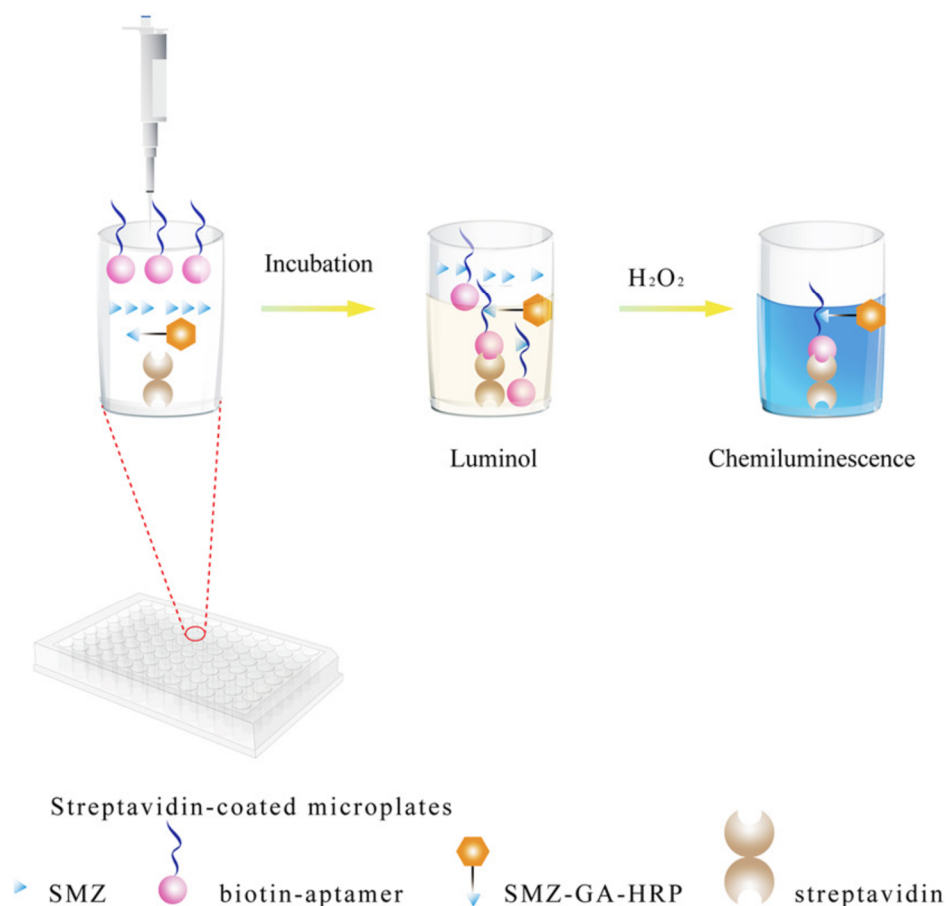 Incubation
H₂O₂
Luminol
Chemiluminescence
Streptavidin-coated microplates
SMZ
biotin-aptamer
SMZ-GA-HRP
streptavidin